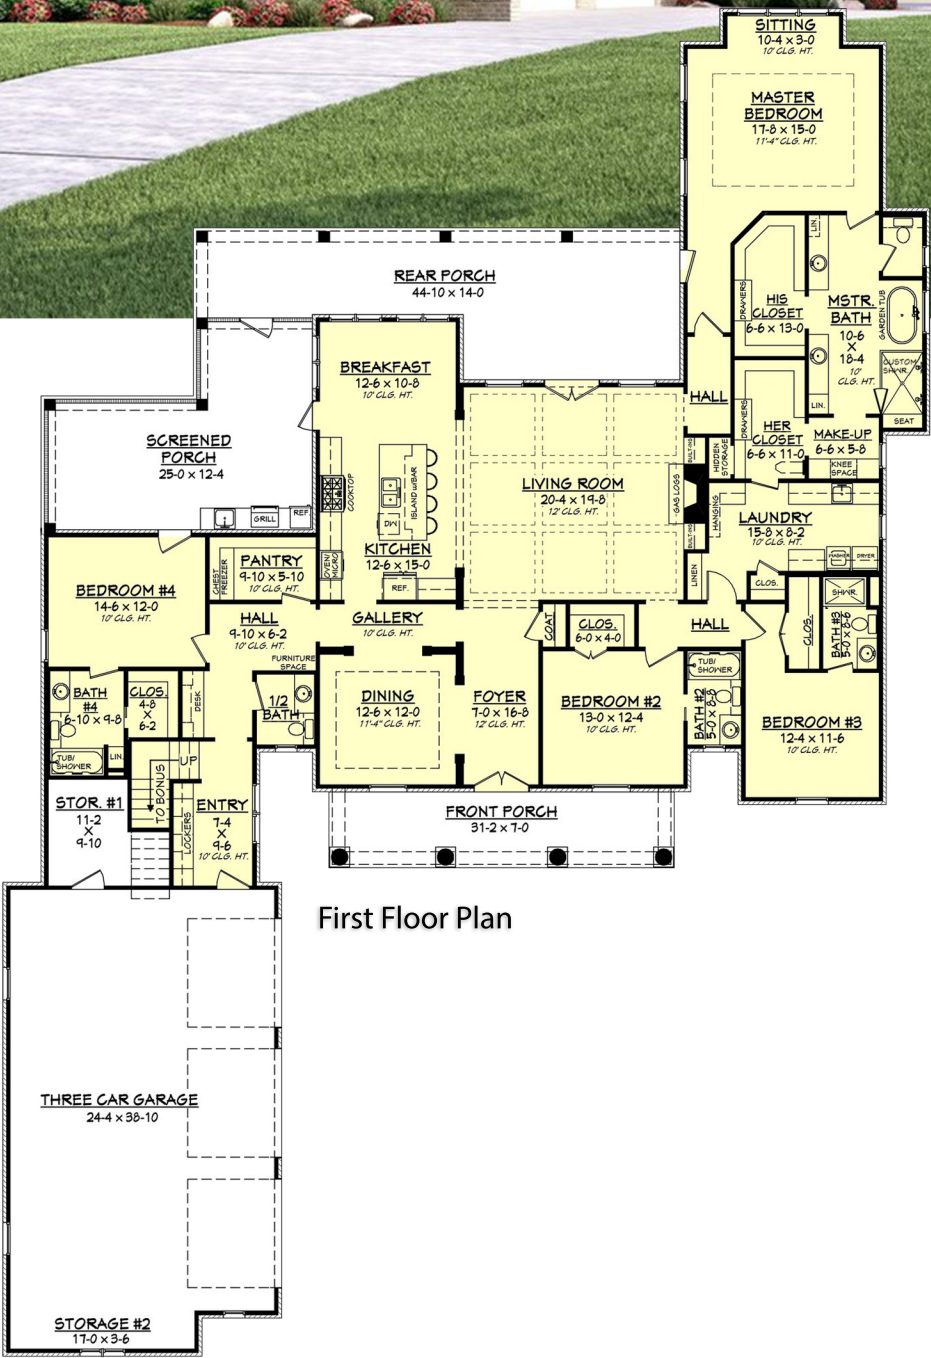 SITTING
10-4 x 3-0
10' CLG. HT.
MASTER
BEDROOM
17-8 x 15-0
11'-4" CLG. HT.
REAR PORCH
44-10 x 14-0
LIN.
DRAWERS
HIS
CLOSET
6-6 x 13-0
MSTR.
BATH
10-6
X
18-4
10'
CLG. HT.
GARDEN TUB
CUSTOM
SHWR.
SEAT
LIN.
BREAKFAST
12-6 x 10-8
10' CLG. HT.
HALL
DRAWERS
HER
CLOSET
6-6 x 11-0
MAKE-UP
6-6 x 5-8
KNEE
SPACE
SCREENED
PORCH
25-0 x 12-4
GRILL
REF
COOKTOP
ISLAND w/BAR
DW
KITCHEN
12-6 x 15-0
OVEN/
MICRO
REF.
LIVING ROOM
20-4 x 19-8
12' CLG. HT.
GAS LOGS
BUILT-INS
BUILT-INS
HIDDEN
STORAGE
HANGING
LAUNDRY
15-8 x 8-2
10' CLG. HT.
WASHER
DRYER
LINEN
CLOS.
BEDROOM #4
14-6 x 12-0
10' CLG. HT.
PANTRY
9-10 x 5-10
10' CLG. HT.
CHEST
FREEZER
HALL
9-10 x 6-2
10' CLG. HT.
FURNITURE
SPACE
GALLERY
10' CLG. HT.
COAT
CLOS.
6-0 x 4-0
HALL
CLOS.
SHWR.
BATH #3
5-0 x 8-6
BATH
#4
6-10 x 9-8
TUB/
SHOWER
LIN.
CLOS.
4-8
X
6-2
DESK
1/2
BATH
DINING
12-6 x 12-0
11'-4" CLG. HT.
FOYER
7-0 x 16-8
12' CLG. HT.
BEDROOM #2
13-0 x 12-4
10' CLG. HT.
TUB/
SHOWER
BATH #2
5-0 x 8-8
BEDROOM #3
12-4 x 11-6
10' CLG. HT.
UP
TO BONUS
STOR. #1
11-2
X
9-10
LOCKERS
ENTRY
7-4
X
9-6
10' CLG. HT.
FRONT PORCH
31-2 x 7-0
First Floor Plan
THREE CAR GARAGE
24-4 x 38-10
STORAGE #2
17-0 x 3-6